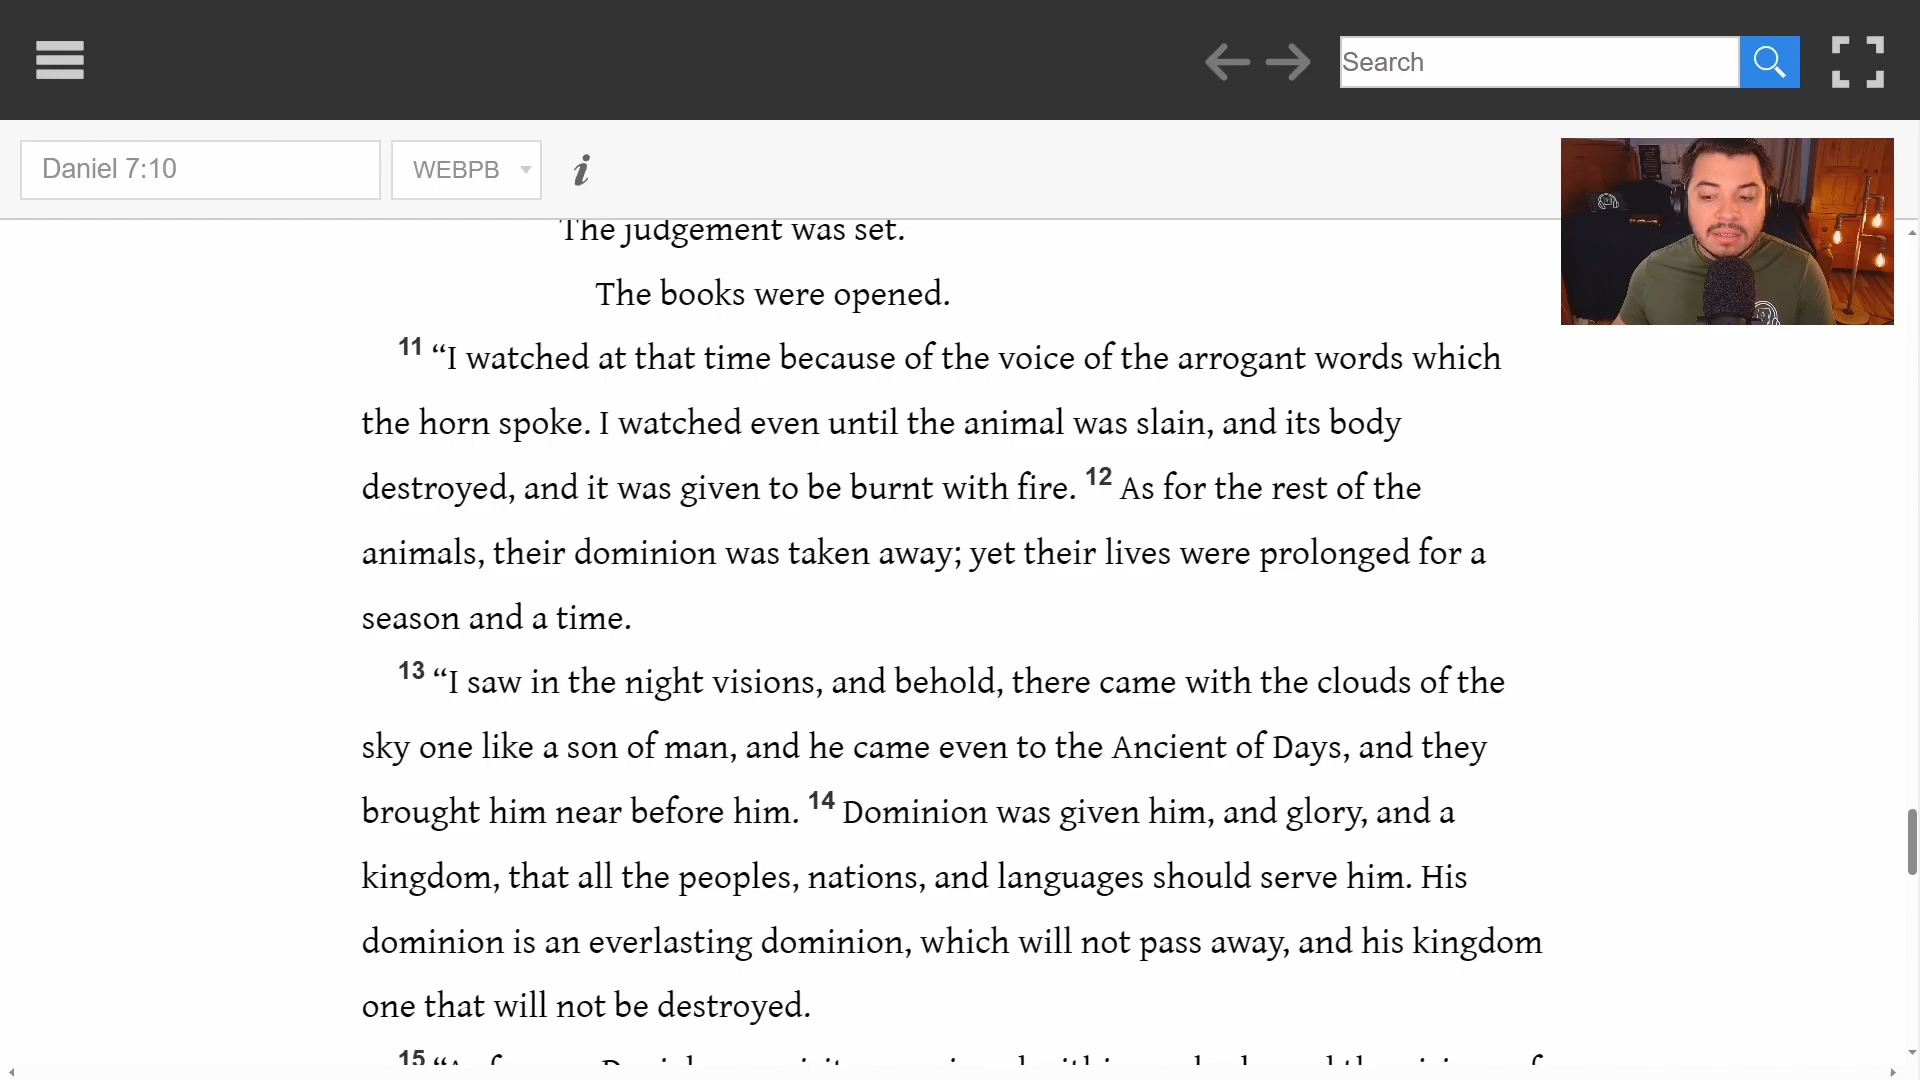 Search
Daniel 7:10
WEBPB
i
The judgement was set.
The books were opened.
11 “I watched at that time because of the voice of the arrogant words which
the horn spoke. I watched even until the animal was slain, and its body
destroyed, and it was given to be burnt with fire. 12 As for the rest of the
animals, their dominion was taken away; yet their lives were prolonged for a
season and a time.
13 “I saw in the night visions, and behold, there came with the clouds of the
sky one like a son of man, and he came even to the Ancient of Days, and they
brought him near before him. 14 Dominion was given him, and glory, and a
kingdom, that all the peoples, nations, and languages should serve him. His
dominion is an everlasting dominion, which will not pass away, and his kingdom
one that will not be destroyed.
15